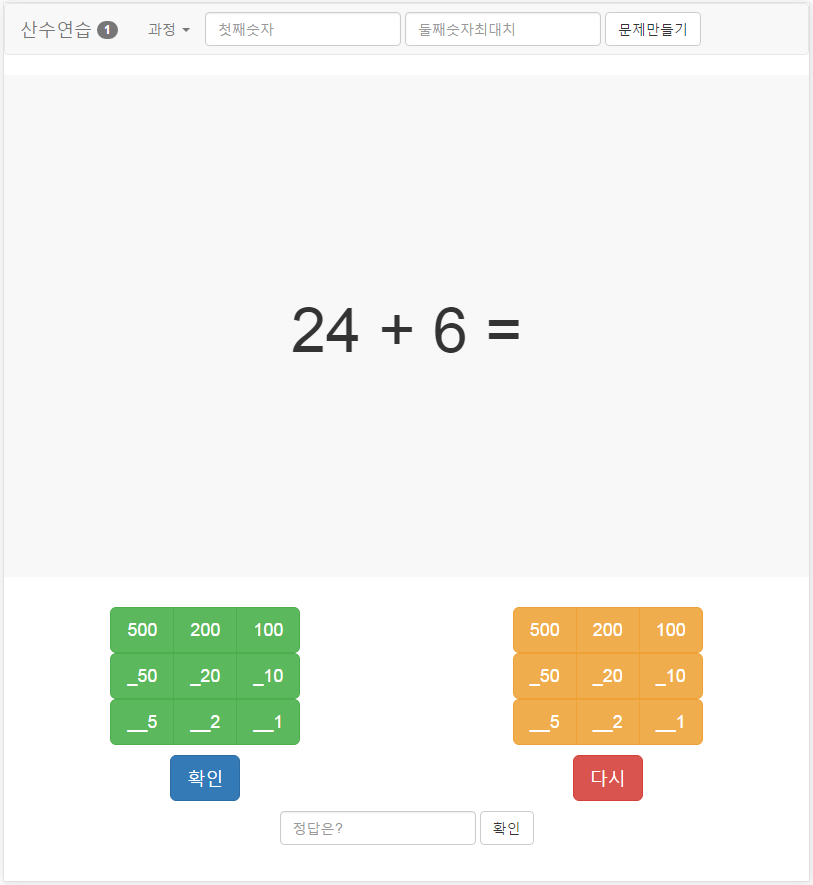 산수연습 1 과정 첫째숫자 둘째숫자최대치 문제만들기
24 + 6 =
500 200 100 500 200 100
_50 _20 _10 _50 _20 _10
__5 __2 __1 __5 __2 __1
확인 다시
정답은? 확인